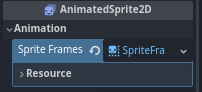 AnimatedSprite2D
Animation
Sprite Frames SpriteFra
Resource